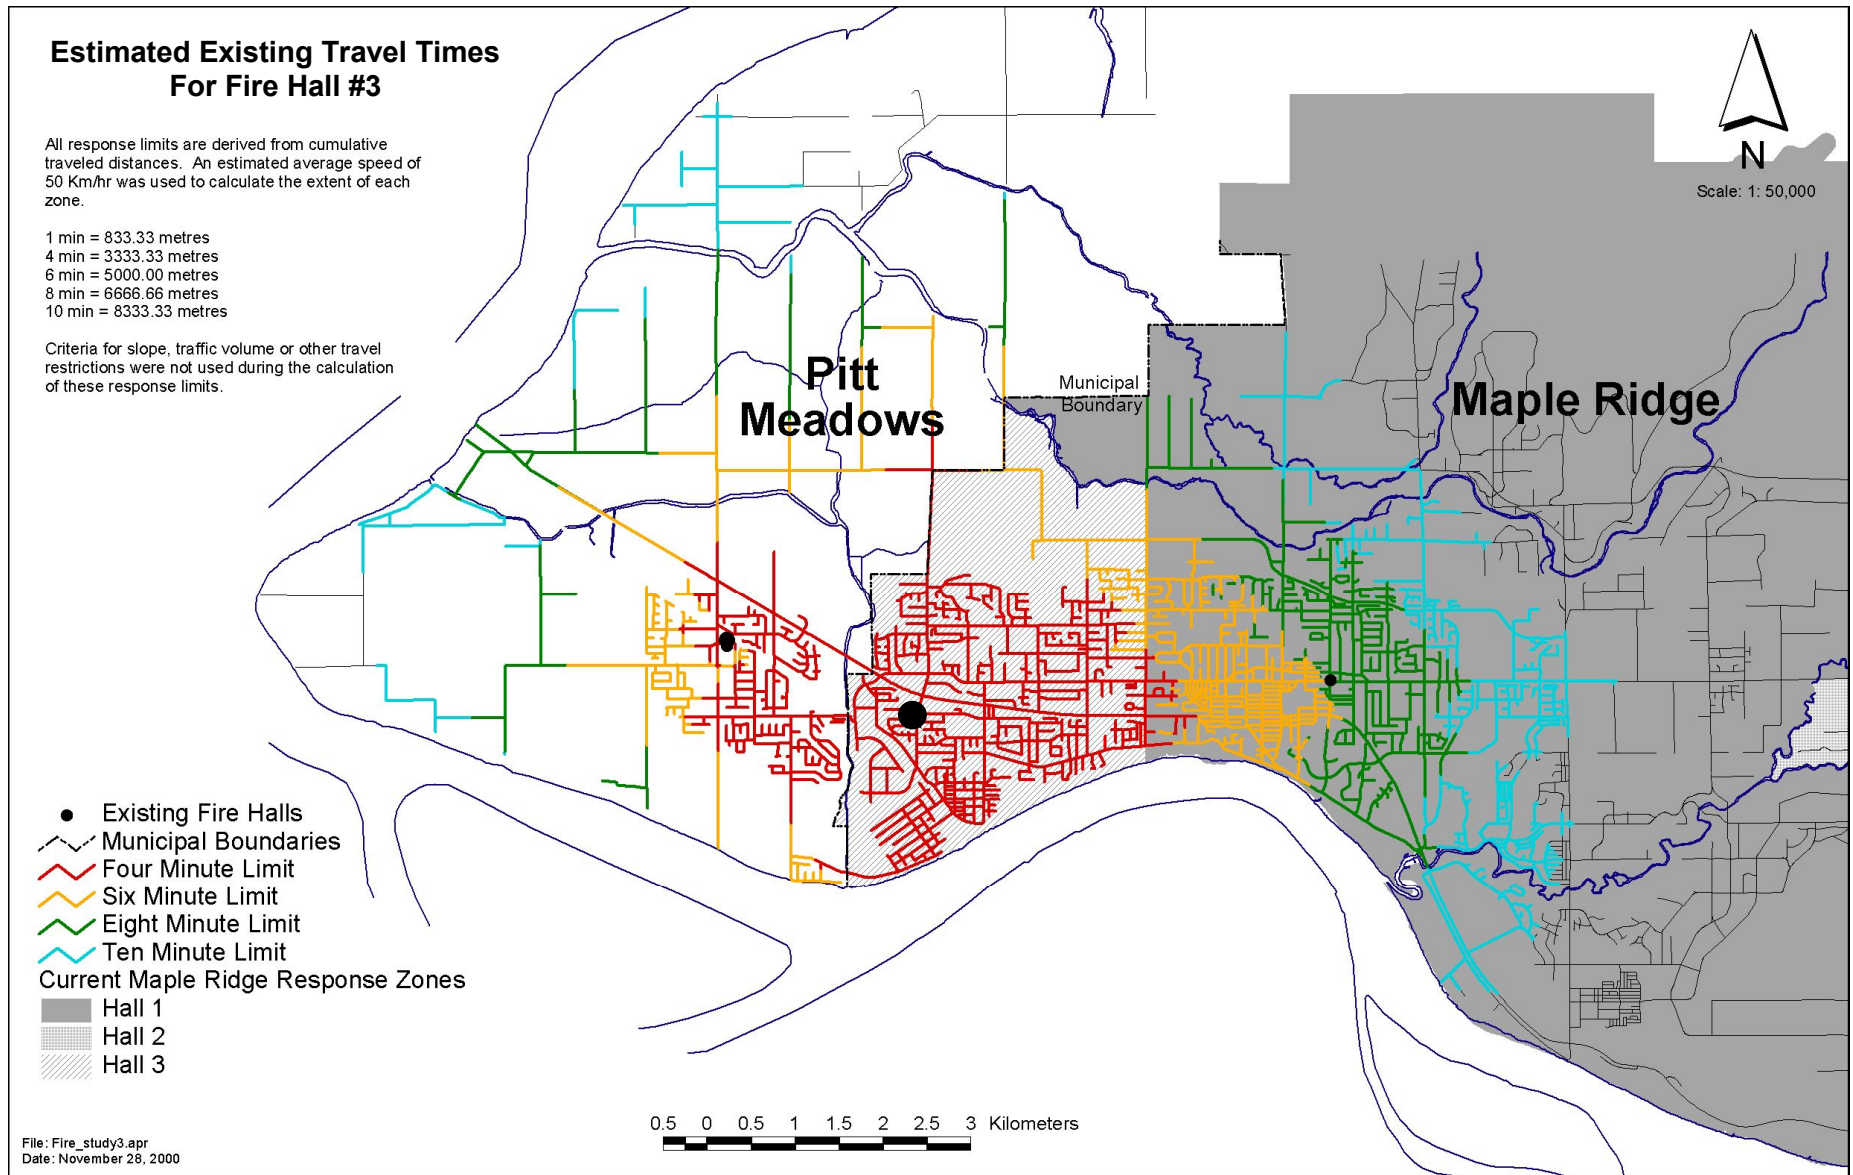 Estimated Existing Travel Times
For Fire Hall #3
All response limits are derived from cumulative
traveled distances.  An estimated average speed of
50 Km/hr was used to calculate the extent of each
zone.
1 min = 833.33 metres
4 min = 3333.33 metres
6 min = 5000.00 metres
8 min = 6666.66 metres
10 min = 8333.33 metres
Criteria for slope, traffic volume or other travel
restrictions were not used during the calculation
of these response limits.
N
Scale: 1: 50,000
Pitt
Meadows
Municipal
Boundary
Maple Ridge
Existing Fire Halls
Municipal Boundaries
Four Minute Limit
Six Minute Limit
Eight Minute Limit
Ten Minute Limit
Current Maple Ridge Response Zones
Hall 1
Hall 2
Hall 3
0.5 0 0.5 1 1.5 2 2.5 3 Kilometers
File: Fire_study3.apr
Date: November 28, 2000